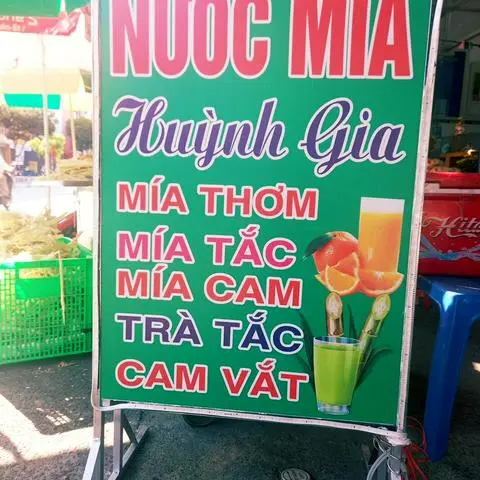 NƯỚC MÍA
Huỳnh Gia
MÍA THƠM
MÍA TẮC
MÍA CAM
TRÀ TẮC
CAM VẮT